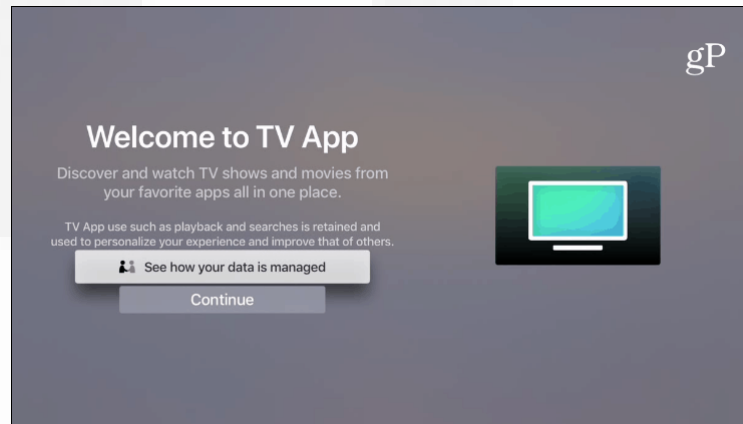 gP
Welcome to TV App
Discover and watch TV shows and movies from
your favorite apps all in one place.
TV App use such as playback and searches is retained and
used to personalize your experience and improve that of others.
See how your data is managed
Continue